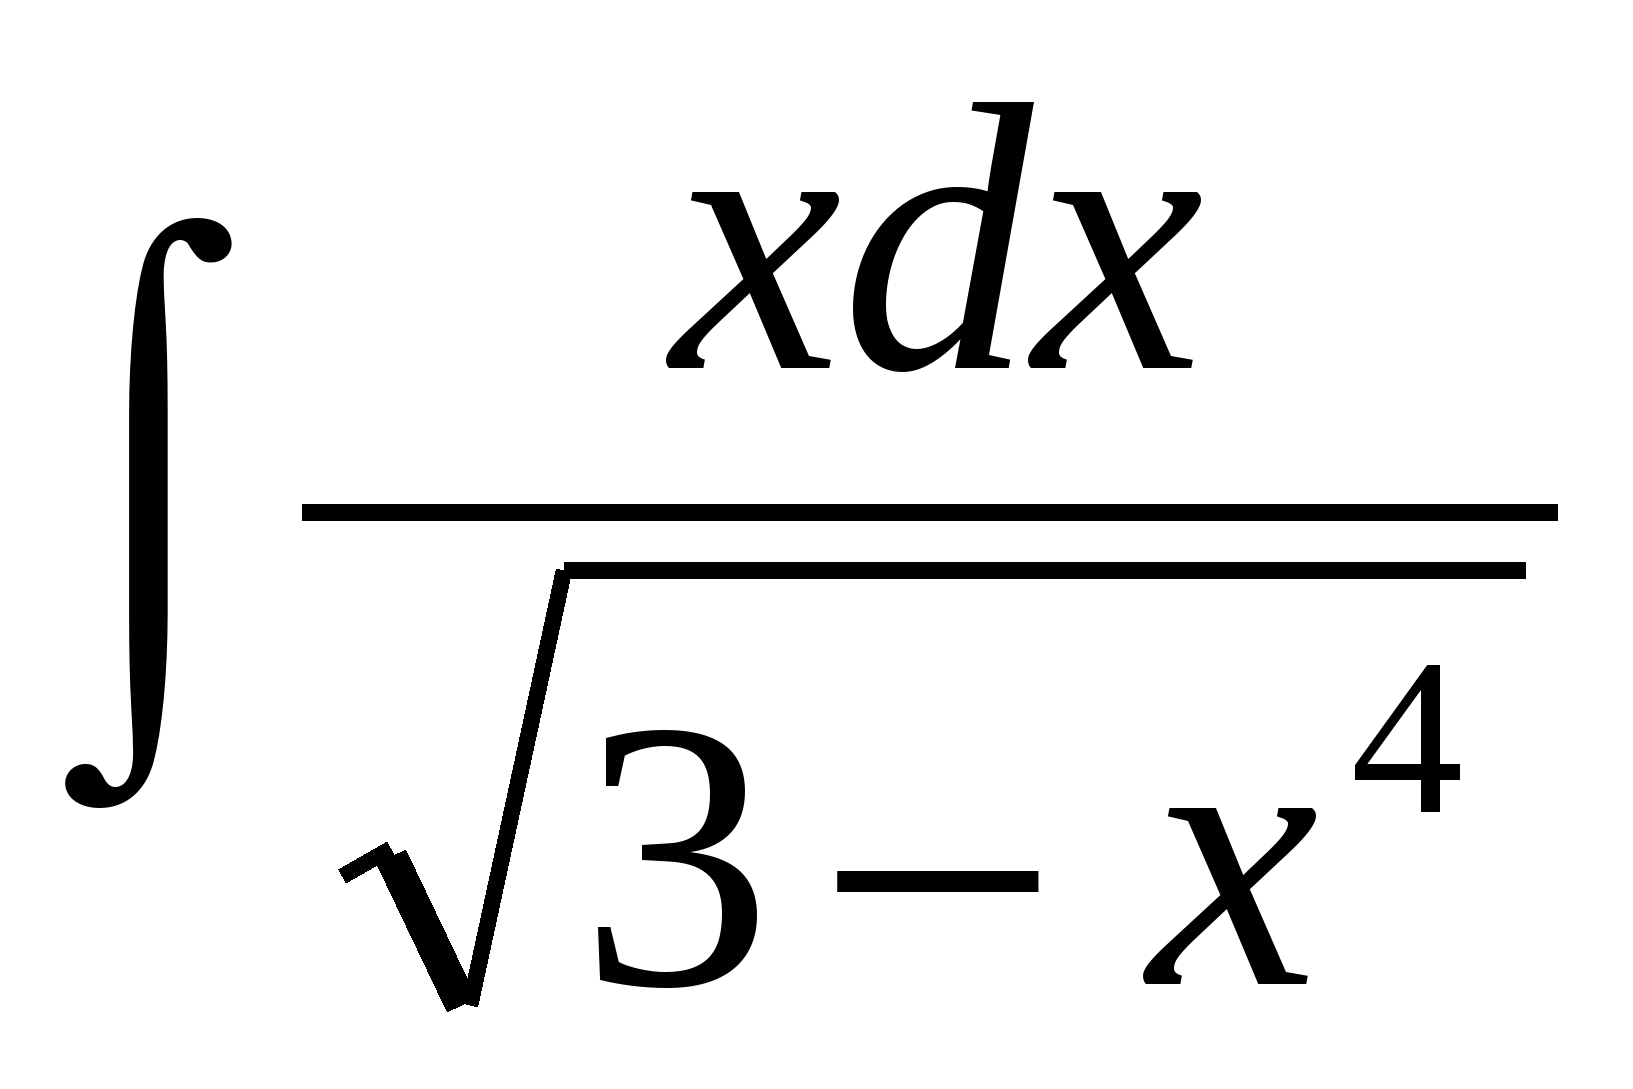 ∫ xdx / √(3 − x⁴)